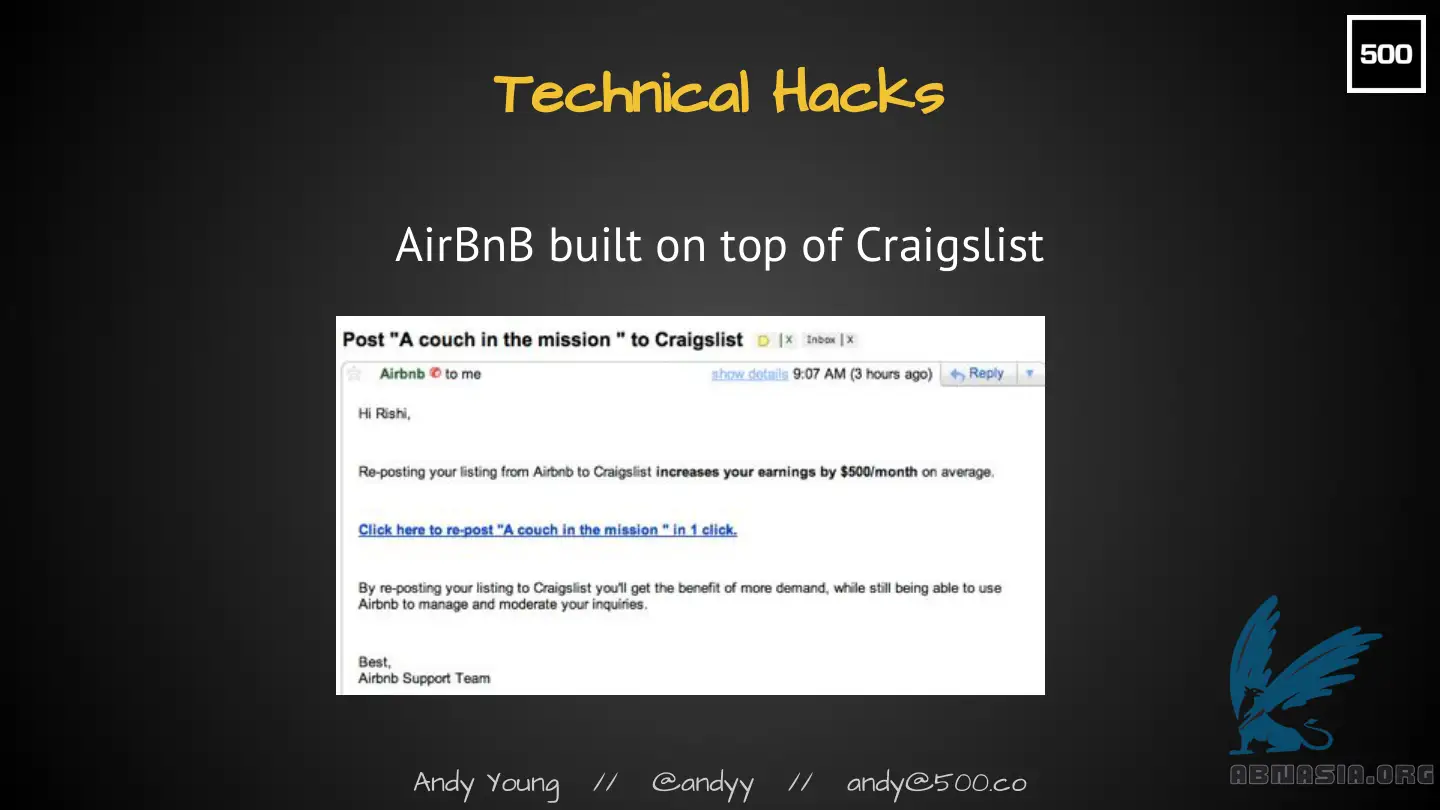 500
Technical Hacks
AirBnB built on top of Craigslist
Post "A couch in the mission " to Craigslist | X Inbox | X
Airbnb to me show details 9:07 AM (3 hours ago) Reply
Hi Rishi,
Re-posting your listing from Airbnb to Craigslist increases your earnings by $500/month on average.
Click here to re-post "A couch in the mission " in 1 click.
By re-posting your listing to Craigslist you'll get the benefit of more demand, while still being able to use
Airbnb to manage and moderate your inquiries.
Best,
Airbnb Support Team
Andy Young // @andyy // andy@500.co
ABNASIA.ORG